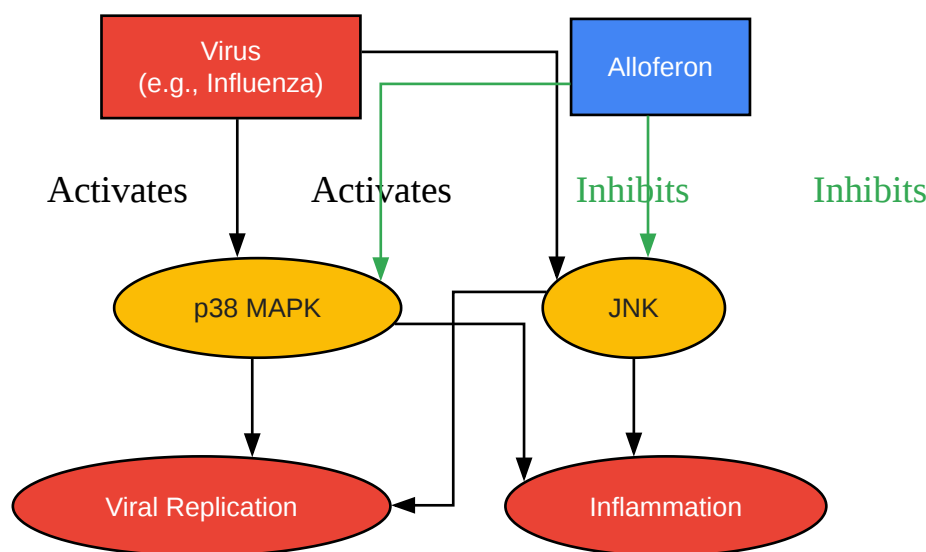 Virus
(e.g., Influenza)
Alloferon
Activates
Activates
Inhibits
Inhibits
p38 MAPK
JNK
Viral Replication
Inflammation